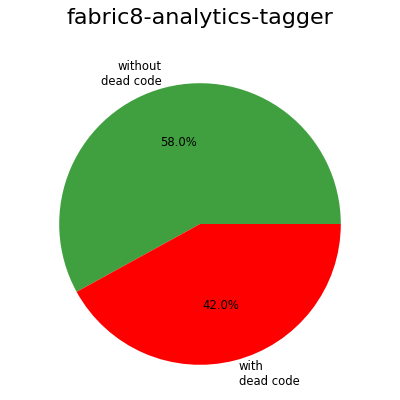 fabric8-analytics-tagger
without
dead code
58.0%
42.0%
with
dead code